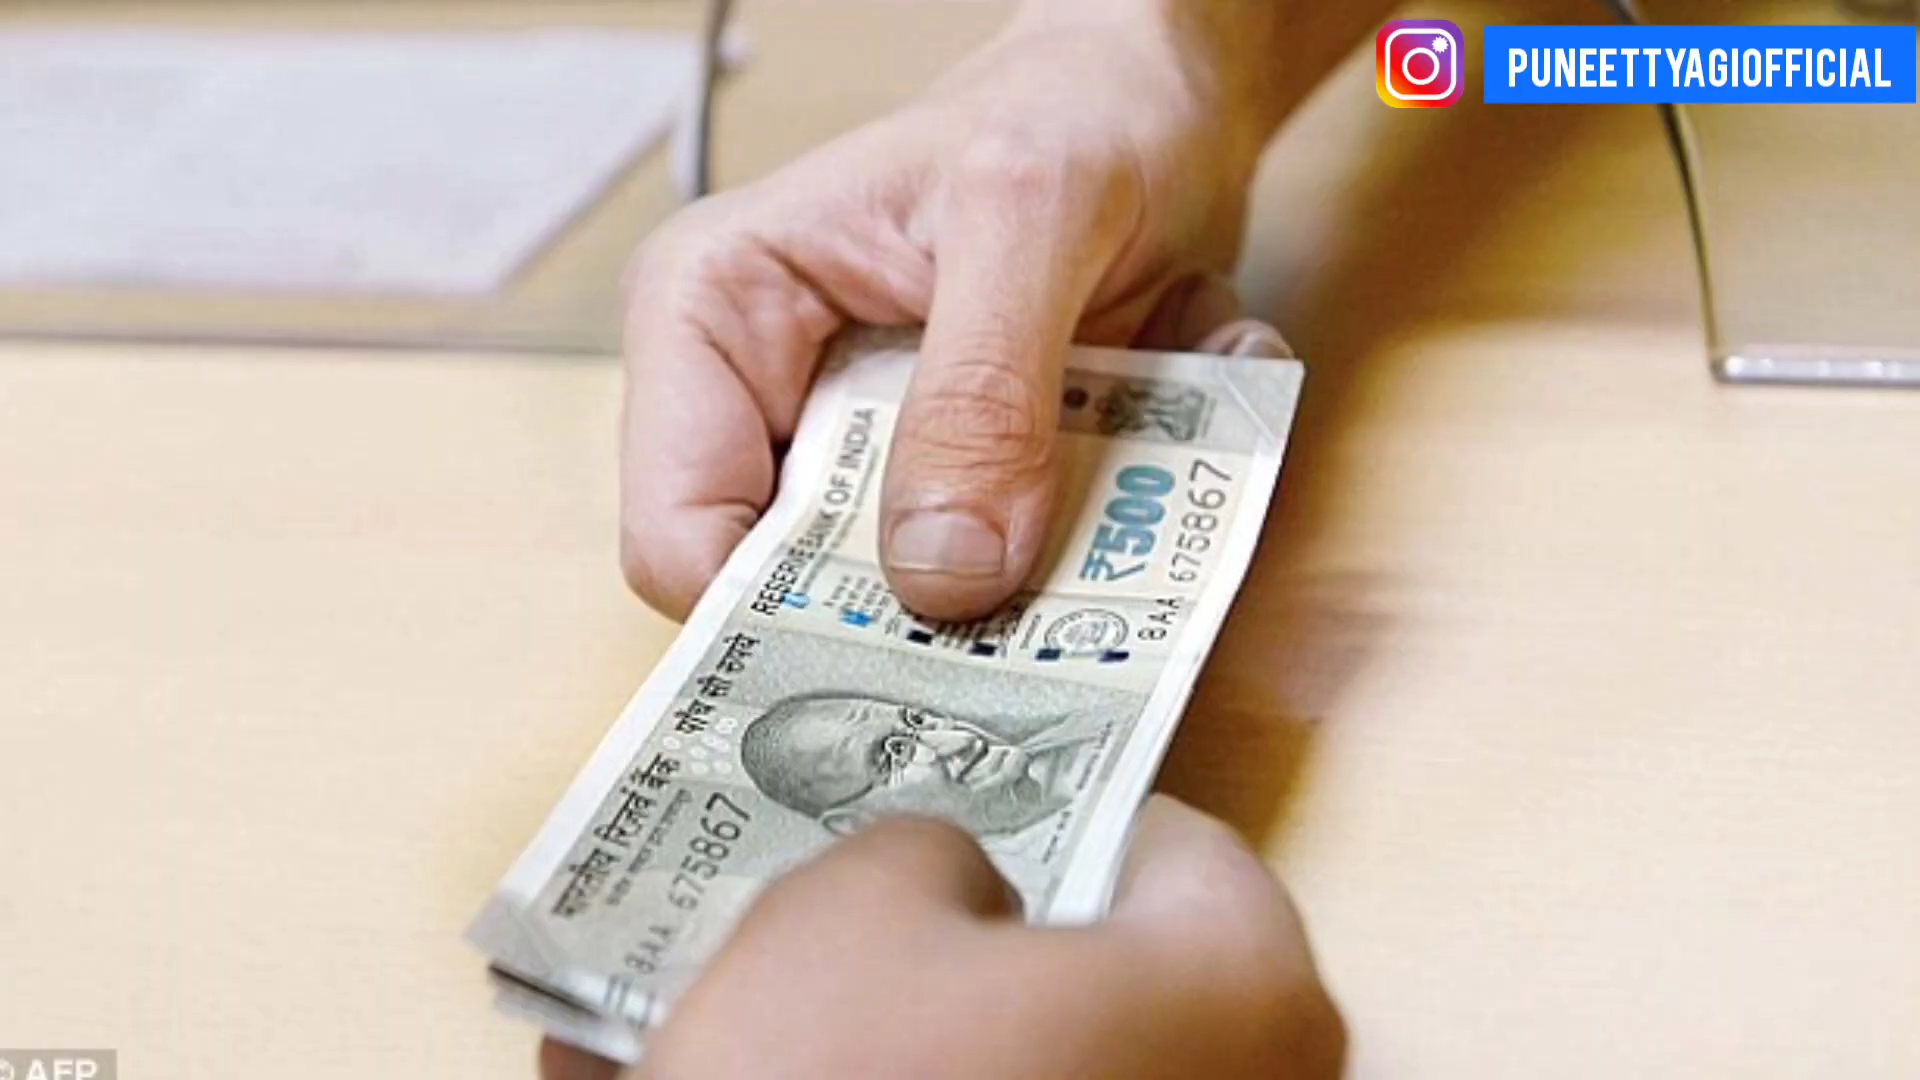 PUNEETTYAGIOFFICIAL
RESERVE BANK OF INDIA
₹500
8AA 675867
भारतीय रिज़र्व बैंक पाँच सौ रुपये
8AA 675867
© AFP